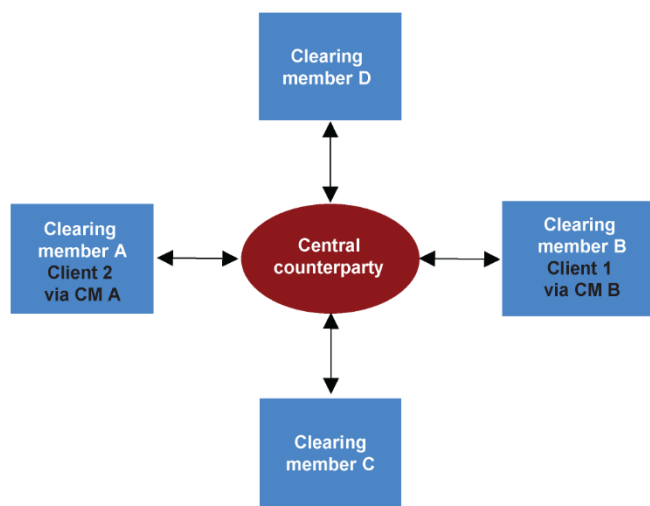 Clearing
member D
Clearing
member A
Client 2
via CM A
Central
counterparty
Clearing
member B
Client 1
via CM B
Clearing
member C